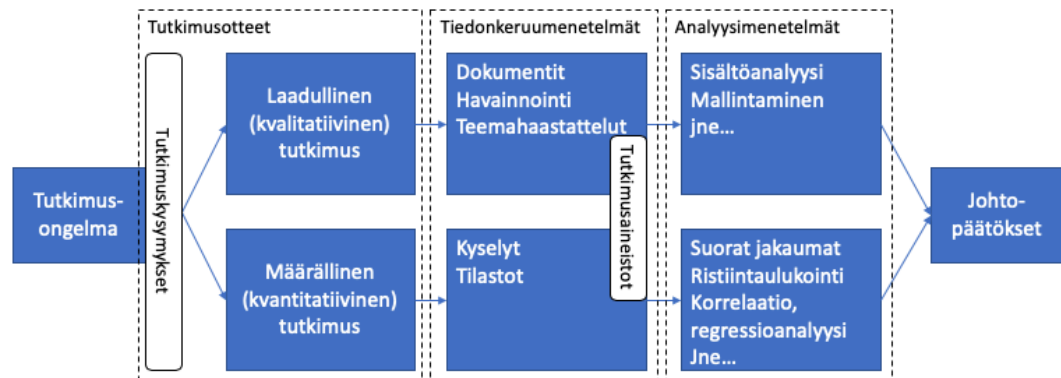 Tutkimusotteet
Tiedonkeruumenetelmät
Analyysimenetelmät
Tutkimus-
ongelma
Tutkimuskysymykset
Laadullinen
(kvalitatiivinen)
tutkimus
Dokumentit
Havainnointi
Teemahaastattelut
Sisältöanalyysi
Mallintaminen
jne…
Määrällinen
(kvantitatiivinen)
tutkimus
Kyselyt
Tilastot
Tutkimusaineistot
Suorat jakaumat
Ristiintaulukointi
Korrelaatio,
regressioanalyysi
Jne…
Johto-
päätökset